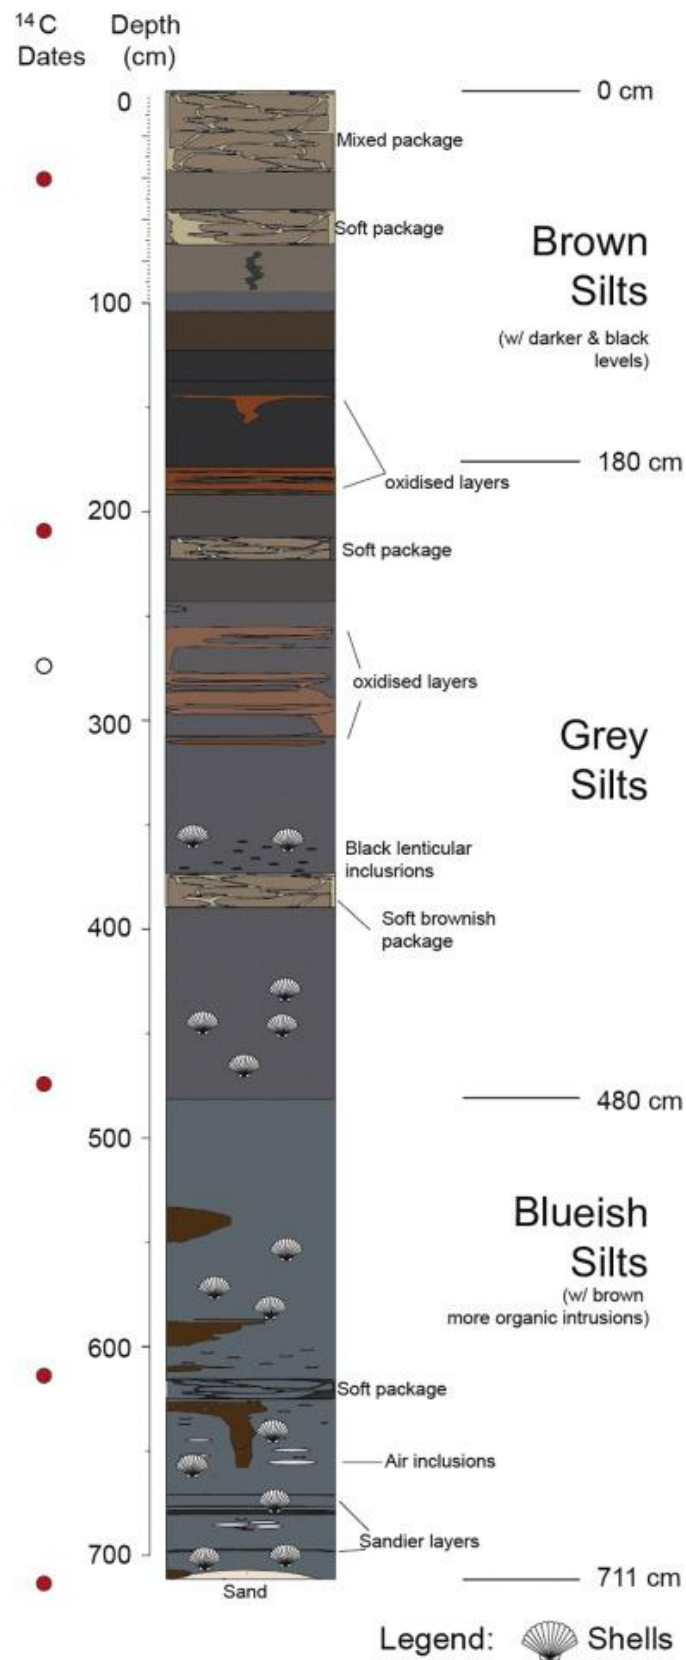 14C Depth
Dates (cm)
0
0 cm
Mixed package
Soft package
Brown
Silts
(w/ darker & black
levels)
100
180 cm
oxidised layers
200
Soft package
oxidised layers
300
Grey
Silts
Black lenticular
inclusrions
Soft brownish
package
400
480 cm
500
Blueish
Silts
(w/ brown
more organic intrusions)
600
Soft package
Air inclusions
Sandier layers
700
711 cm
Sand
Legend: Shells